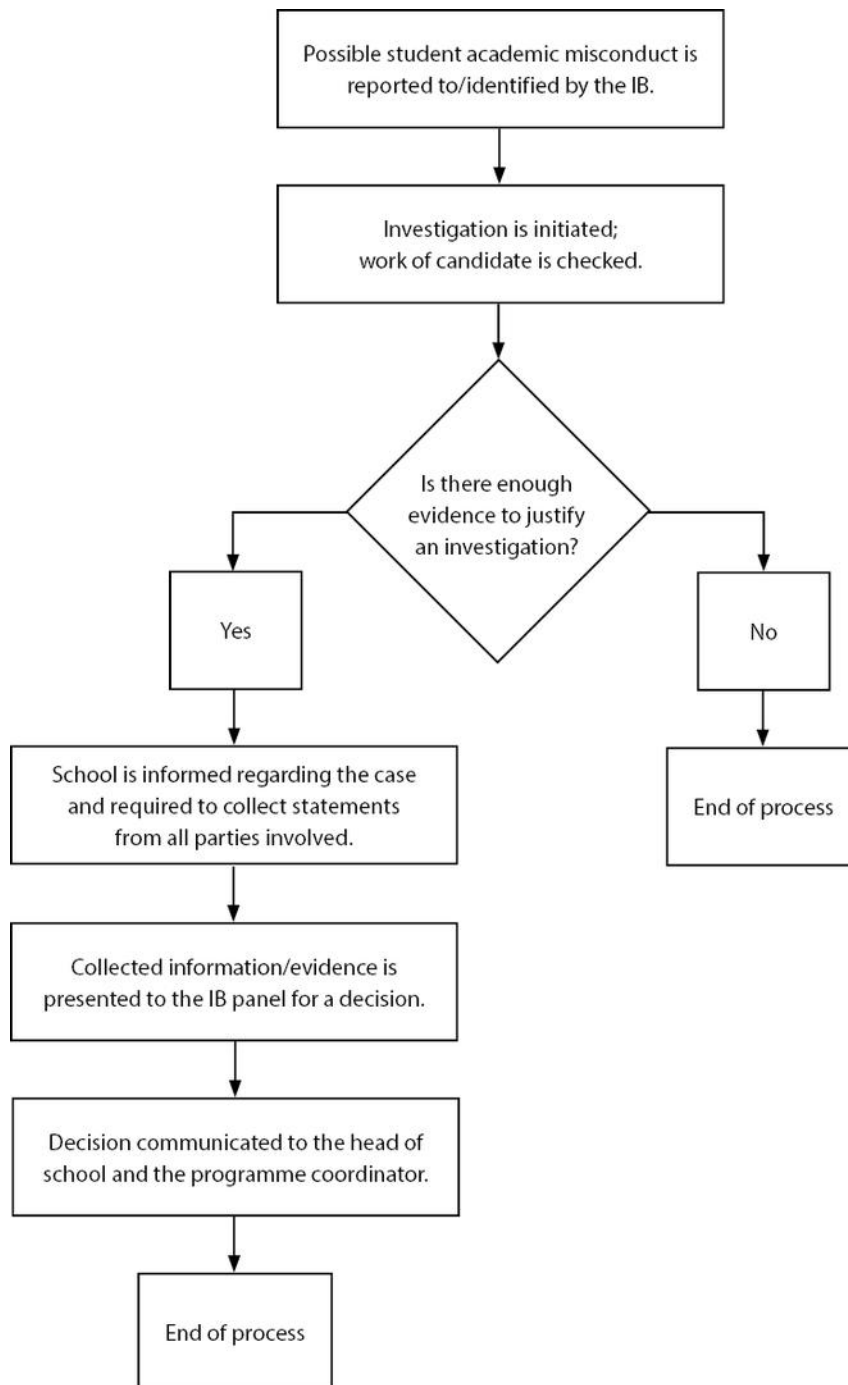 Possible student academic misconduct is
reported to/identified by the IB.
Investigation is initiated;
work of candidate is checked.
Is there enough
evidence to justify
an investigation?
Yes
No
School is informed regarding the case
and required to collect statements
from all parties involved.
End of process
Collected information/evidence is
presented to the IB panel for a decision.
Decision communicated to the head of
school and the programme coordinator.
End of process